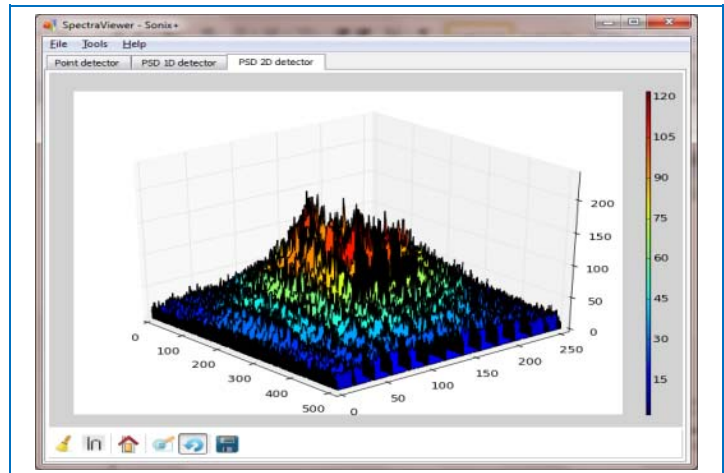 SpectraViewer - Sonix+
File Tools Help
Point detector PSD 1D detector PSD 2D detector
120
105
90
75
60
45
30
15
200
150
100
50
0
0 100 200 300 400 500
0 50 100 150 200 250
ln